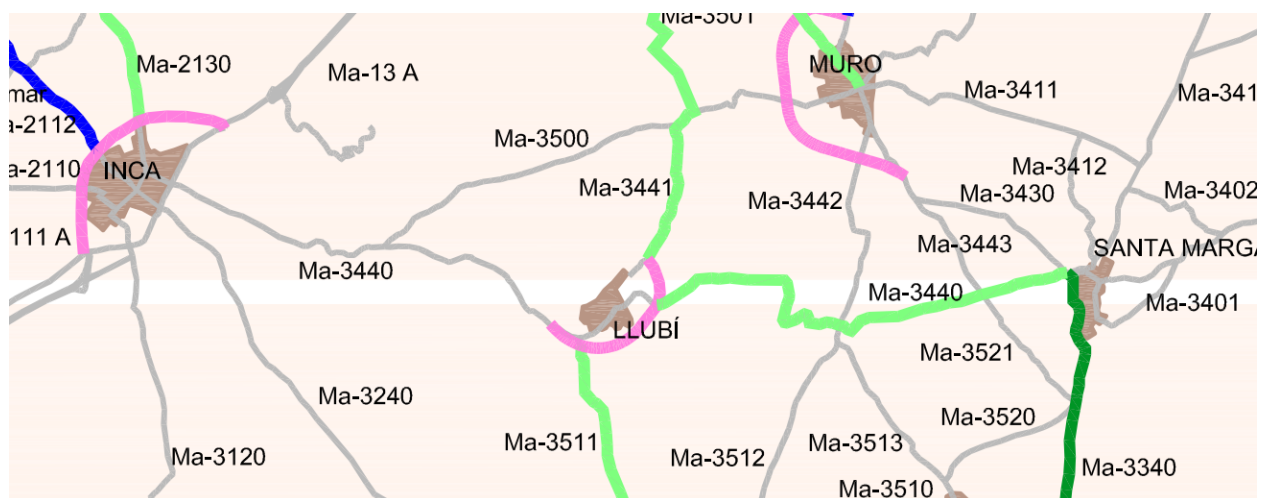 Ma-3501
Ma-2130
MURO
Ma-13 A
Ma-3411
mar
a-2112
Ma-341
Ma-3500
a-2110
INCA
Ma-3412
Ma-3441
Ma-3442
Ma-3430
Ma-3402
111 A
Ma-3443
SANTA MARGA
Ma-3440
Ma-3440
Ma-3401
LLUBÍ
Ma-3521
Ma-3240
Ma-3520
Ma-3511
Ma-3513
Ma-3120
Ma-3512
Ma-3340
Ma-3510